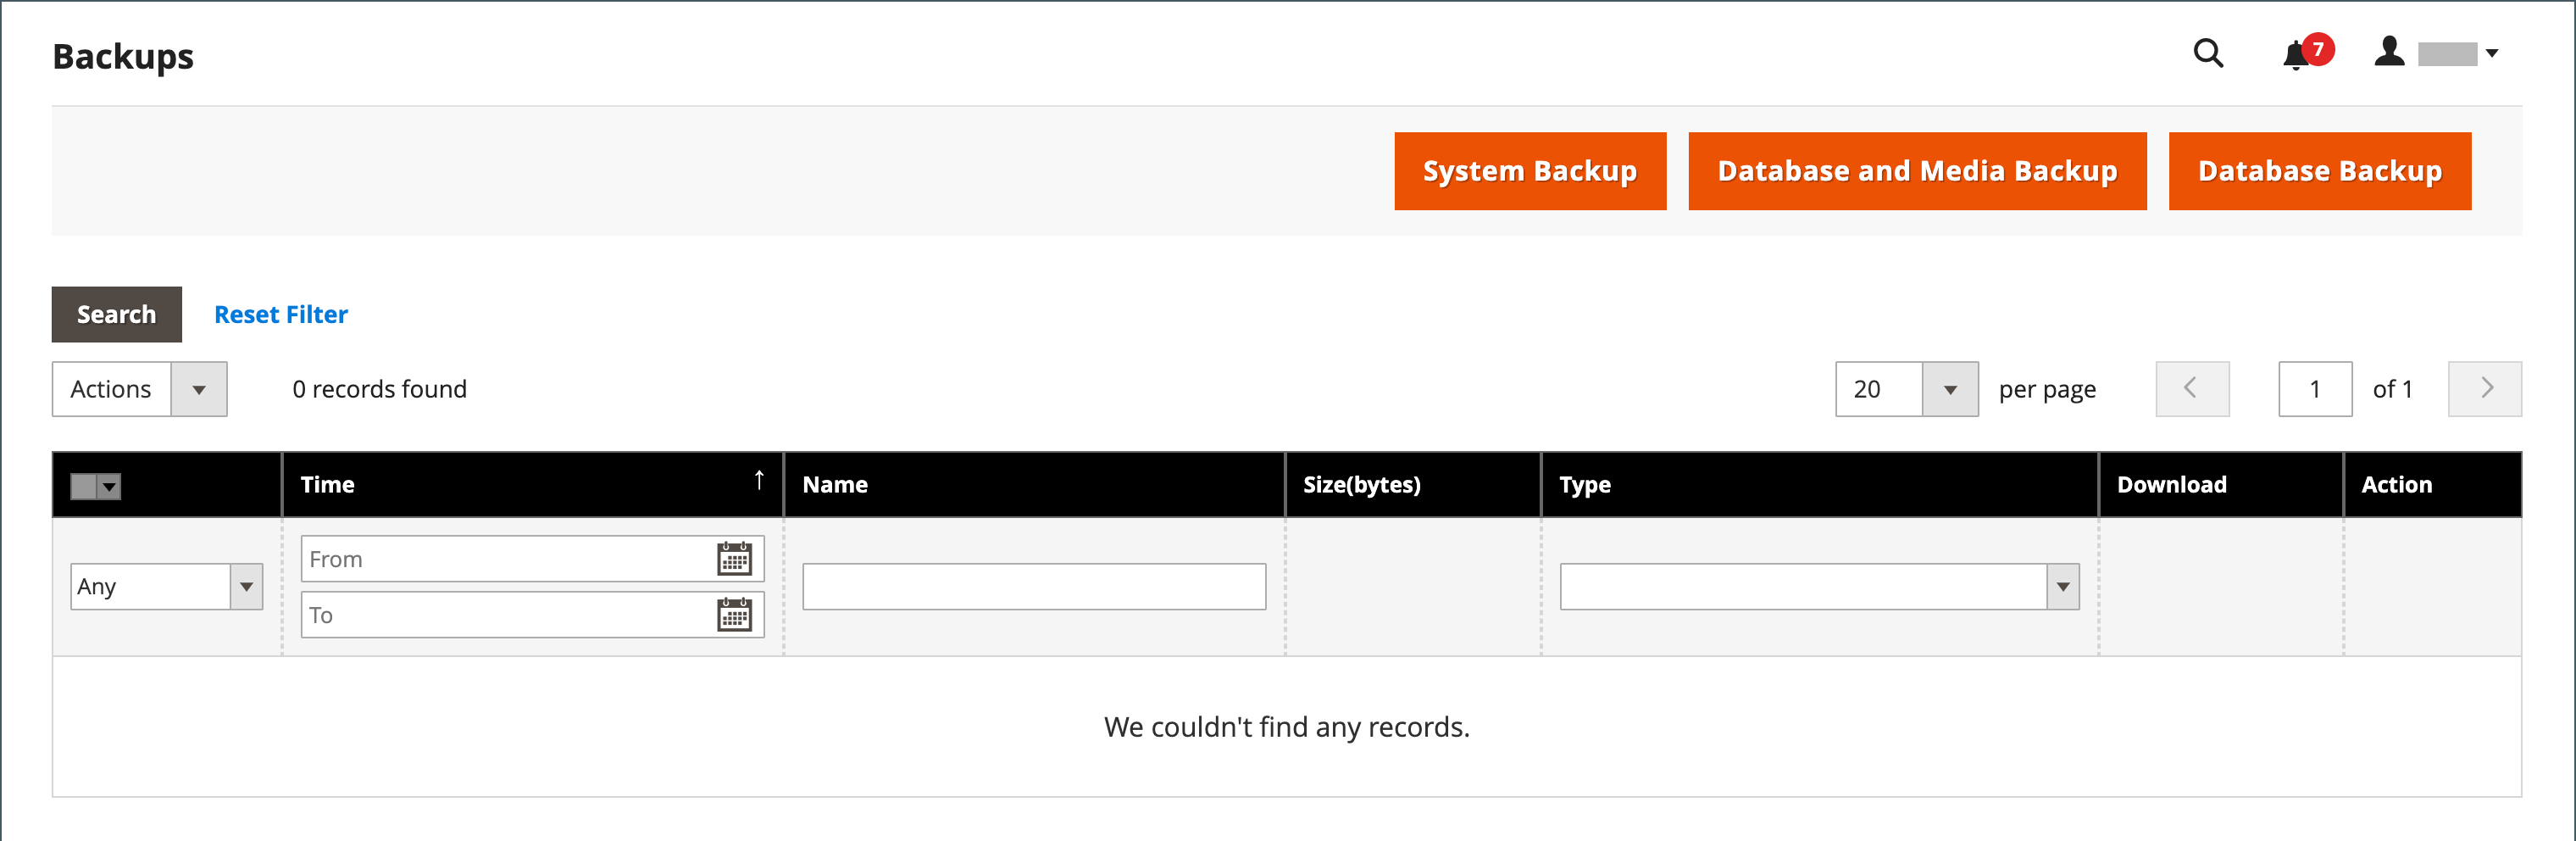 Backups
7
System Backup
Database and Media Backup
Database Backup
Search
Reset Filter
Actions
0 records found
20
per page
1
of 1
Time ↑
Name
Size(bytes)
Type
Download
Action
Any
From
To
We couldn't find any records.